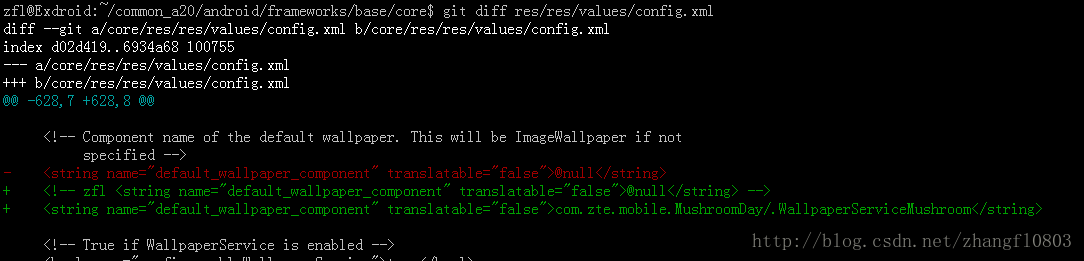 zfl@Exdroid:~/common_a20/android/frameworks/base/core$ git diff res/res/values/config.xml
diff --git a/core/res/res/values/config.xml b/core/res/res/values/config.xml
index d02d419..6934a68 100755
--- a/core/res/res/values/config.xml
+++ b/core/res/res/values/config.xml
@@ -628,7 +628,8 @@
<!-- Component name of the default wallpaper. This will be ImageWallpaper if not
specified -->
-    <string name="default_wallpaper_component" translatable="false">@null</string>
+    <!-- zfl <string name="default_wallpaper_component" translatable="false">@null</string> -->
+    <string name="default_wallpaper_component" translatable="false">com.zte.mobile.MushroomDay/.WallpaperServiceMushroom</string>
<!-- True if WallpaperService is enabled -->
http://blog.csdn.net/zhangfl0803